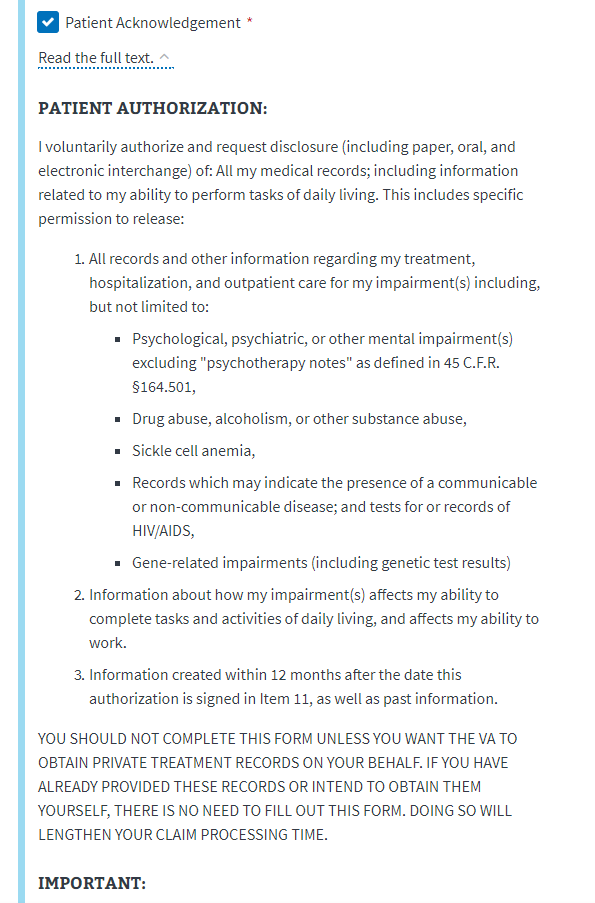 Patient Acknowledgement *
Read the full text.
PATIENT AUTHORIZATION:
I voluntarily authorize and request disclosure (including paper, oral, and
electronic interchange) of: All my medical records; including information
related to my ability to perform tasks of daily living. This includes specific
permission to release:
1. All records and other information regarding my treatment,
hospitalization, and outpatient care for my impairment(s) including,
but not limited to:
▪ Psychological, psychiatric, or other mental impairment(s)
excluding "psychotherapy notes" as defined in 45 C.F.R.
§164.501,
▪ Drug abuse, alcoholism, or other substance abuse,
▪ Sickle cell anemia,
▪ Records which may indicate the presence of a communicable
or non-communicable disease; and tests for or records of
HIV/AIDS,
▪ Gene-related impairments (including genetic test results)
2. Information about how my impairment(s) affects my ability to
complete tasks and activities of daily living, and affects my ability to
work.
3. Information created within 12 months after the date this
authorization is signed in Item 11, as well as past information.
YOU SHOULD NOT COMPLETE THIS FORM UNLESS YOU WANT THE VA TO
OBTAIN PRIVATE TREATMENT RECORDS ON YOUR BEHALF. IF YOU HAVE
ALREADY PROVIDED THESE RECORDS OR INTEND TO OBTAIN THEM
YOURSELF, THERE IS NO NEED TO FILL OUT THIS FORM. DOING SO WILL
LENGTHEN YOUR CLAIM PROCESSING TIME.
IMPORTANT: